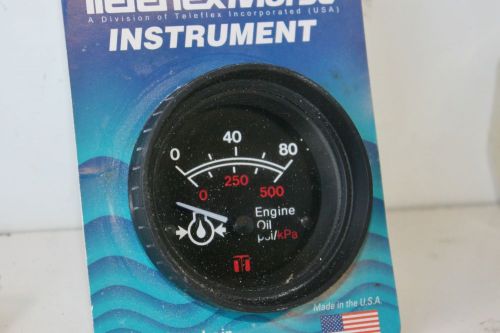 TeleflexMorse
A Division of Teleflex Incorporated (USA)
INSTRUMENT
0 40 80
0 250 500
Engine
Oil
psi/kPa
Made in the U.S.A.